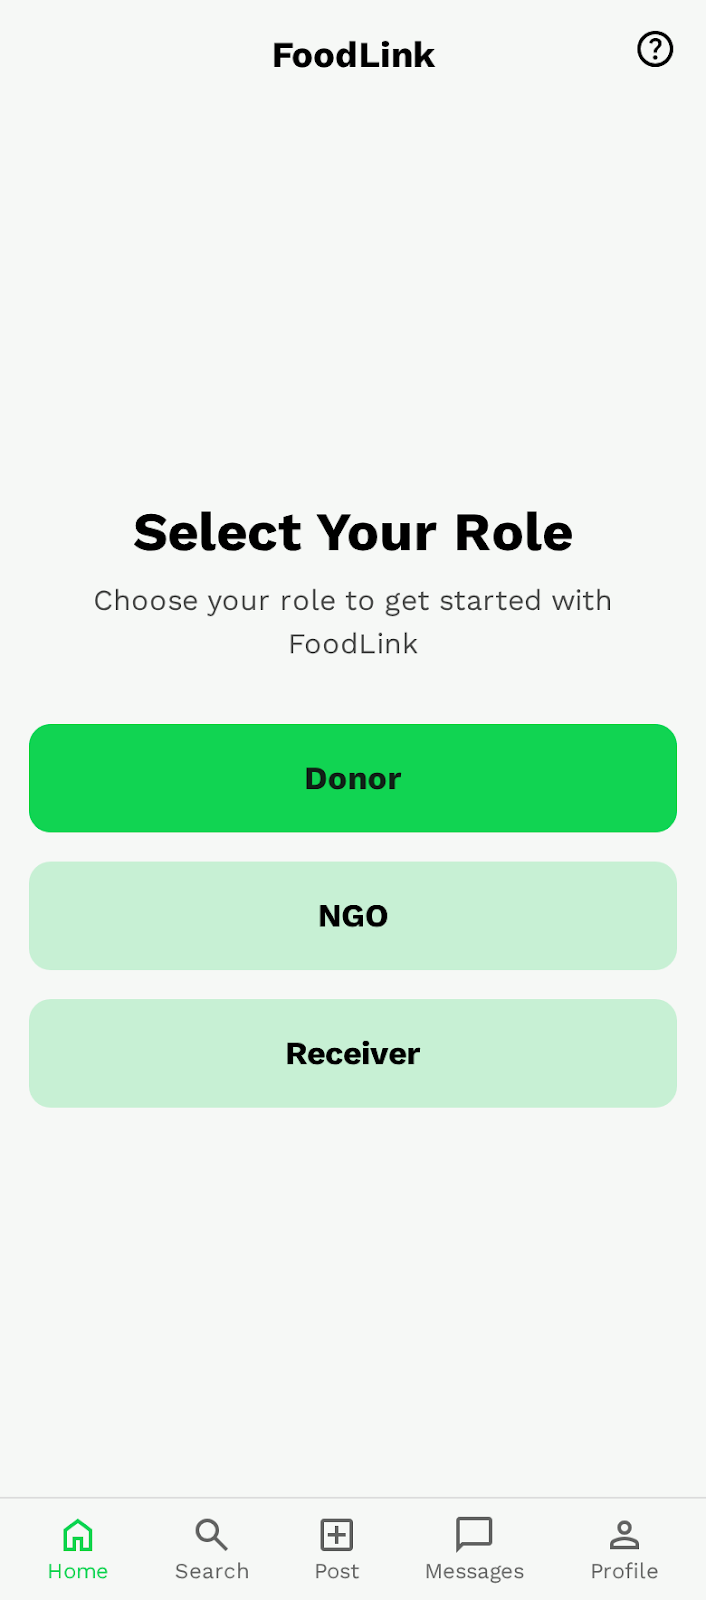 FoodLink
Select Your Role
Choose your role to get started with
FoodLink
Donor
NGO
Receiver
Home
Search
Post
Messages
Profile